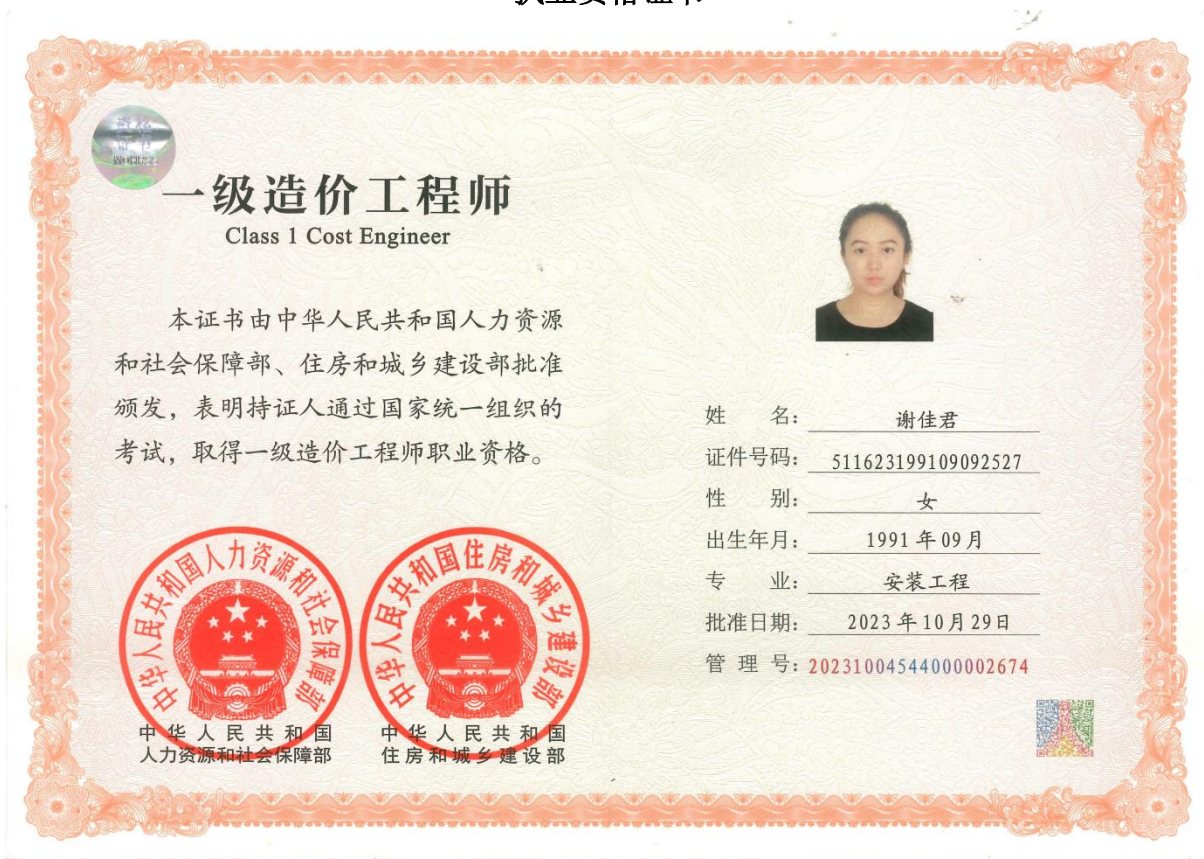 一级造价工程师
Class 1 Cost Engineer
本证书由中华人民共和国人力资源
和社会保障部、住房和城乡建设部批准
颁发，表明持证人通过国家统一组织的
考试，取得一级造价工程师职业资格。
姓 名： 谢佳君
证件号码： 511623199109092527
性 别： 女
出生年月： 1991年09月
专 业： 安装工程
批准日期： 2023年10月29日
管 理 号： 20231004544000002674
中华人民共和国人力资源和社会保障部
中华人民共和国住房和城乡建设部
中华人民共和国
人力资源和社会保障部
中华人民共和国
住房和城乡建设部